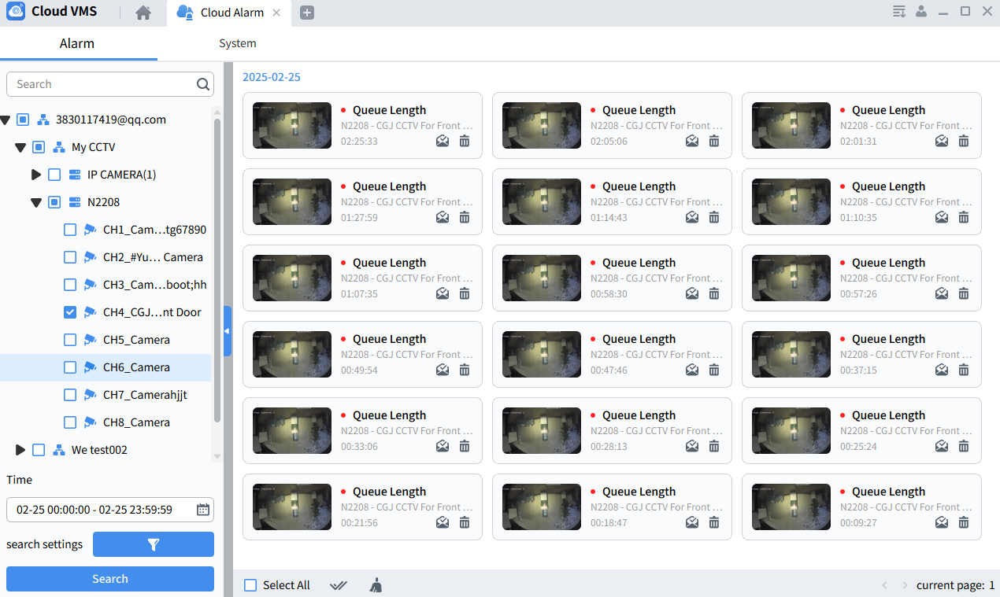 Cloud VMS
Cloud Alarm
Alarm
System
Search
3830117419@qq.com
My CCTV
IP CAMERA(1)
N2208
CH1_Cam...tg67890
CH2_#Yu... Camera
CH3_Cam...boot;hh
CH4_CGJ...nt Door
CH5_Camera
CH6_Camera
CH7_Camerahjjt
CH8_Camera
We test002
Time
02-25 00:00:00 - 02-25 23:59:59
search settings
Search
2025-02-25
Queue Length
N2208 - CGJ CCTV For Front ...
02:25:33
Queue Length
N2208 - CGJ CCTV For Front ...
02:05:06
Queue Length
N2208 - CGJ CCTV For Front ...
02:01:31
Queue Length
N2208 - CGJ CCTV For Front ...
01:27:59
Queue Length
N2208 - CGJ CCTV For Front ...
01:14:43
Queue Length
N2208 - CGJ CCTV For Front ...
01:10:35
Queue Length
N2208 - CGJ CCTV For Front ...
01:07:35
Queue Length
N2208 - CGJ CCTV For Front ...
00:58:30
Queue Length
N2208 - CGJ CCTV For Front ...
00:57:26
Queue Length
N2208 - CGJ CCTV For Front ...
00:49:54
Queue Length
N2208 - CGJ CCTV For Front ...
00:47:46
Queue Length
N2208 - CGJ CCTV For Front ...
00:37:15
Queue Length
N2208 - CGJ CCTV For Front ...
00:33:06
Queue Length
N2208 - CGJ CCTV For Front ...
00:28:13
Queue Length
N2208 - CGJ CCTV For Front ...
00:25:24
Queue Length
N2208 - CGJ CCTV For Front ...
00:21:56
Queue Length
N2208 - CGJ CCTV For Front ...
00:18:47
Queue Length
N2208 - CGJ CCTV For Front ...
00:09:27
Select All
current page: 1